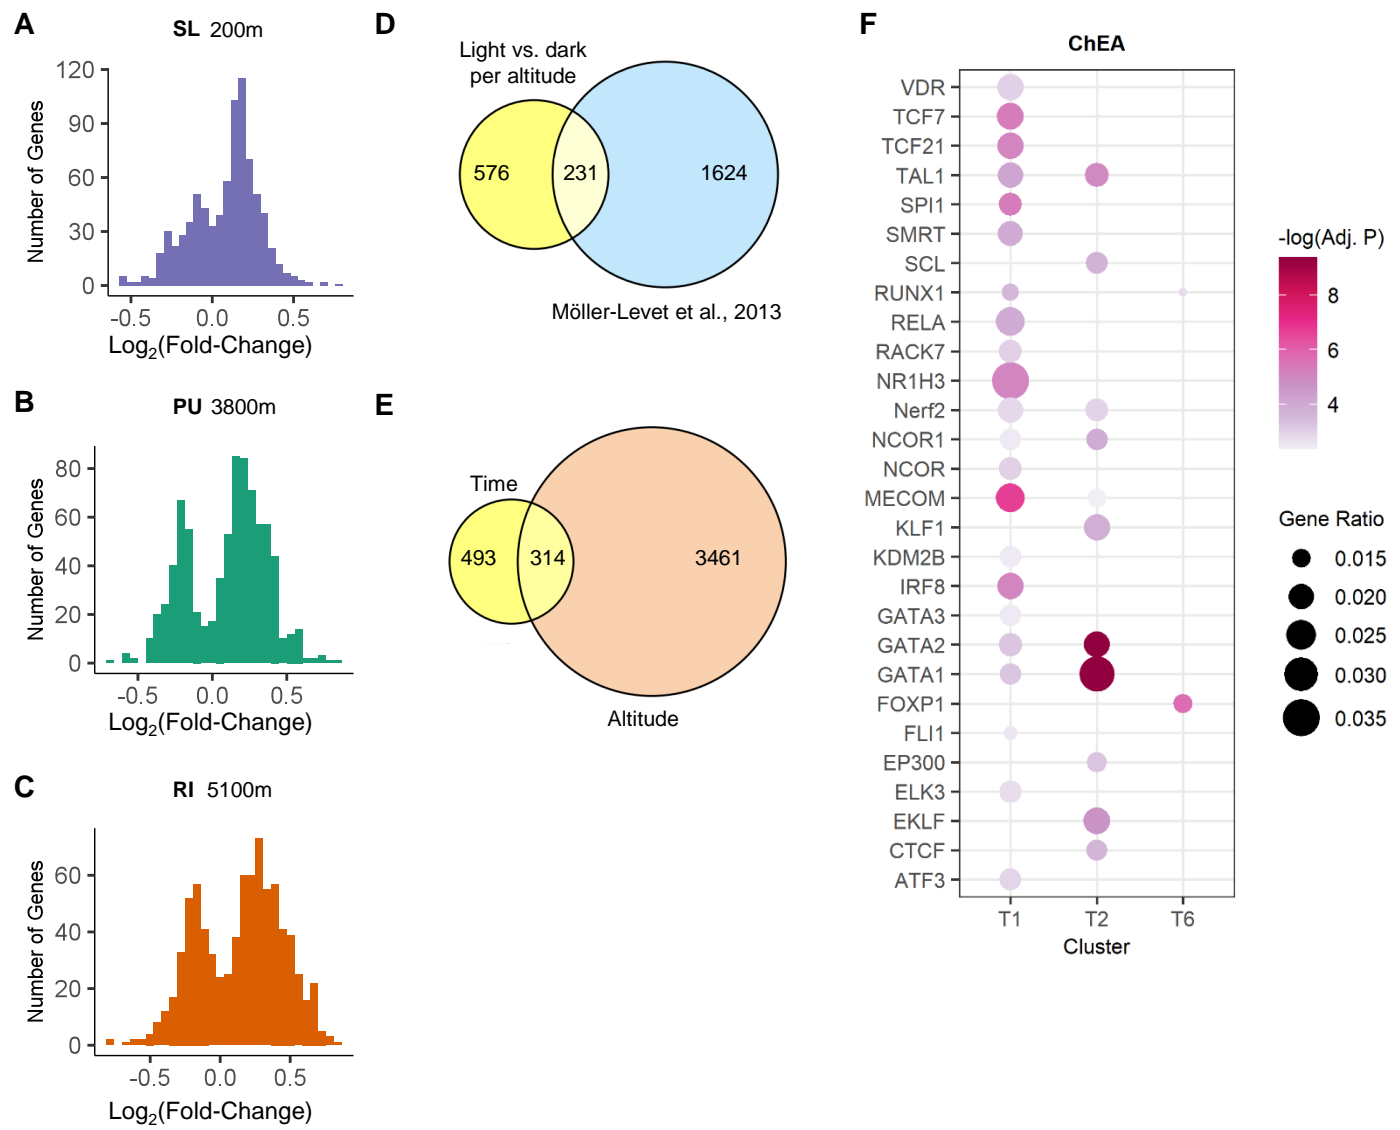 A
SL 200m
Number of Genes
120
90
60
30
0
-0.5 0.0 0.5
Log2(Fold-Change)
B
PU 3800m
Number of Genes
80
60
40
20
0
-0.5 0.0 0.5
Log2(Fold-Change)
C
RI 5100m
Number of Genes
60
40
20
0
-0.5 0.0 0.5
Log2(Fold-Change)
D
Light vs. dark
per altitude
576 231 1624
Möller-Levet et al., 2013
E
Time
493 314 3461
Altitude
F
ChEA
VDR
TCF7
TCF21
TAL1
SPI1
SMRT
SCL
RUNX1
RELA
RACK7
NR1H3
Nerf2
NCOR1
NCOR
MECOM
KLF1
KDM2B
IRF8
GATA3
GATA2
GATA1
FOXP1
FLI1
EP300
ELK3
EKLF
CTCF
ATF3
T1 T2 T6
Cluster
-log(Adj. P)
8
6
4
Gene Ratio
0.015
0.020
0.025
0.030
0.035